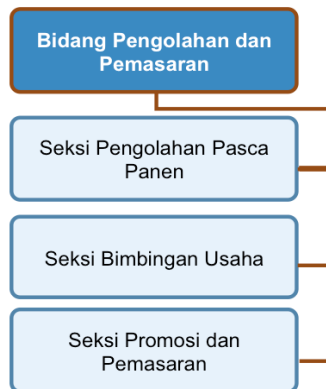 Bidang Pengolahan dan
Pemasaran
Seksi Pengolahan Pasca
Panen
Seksi Bimbingan Usaha
Seksi Promosi dan
Pemasaran